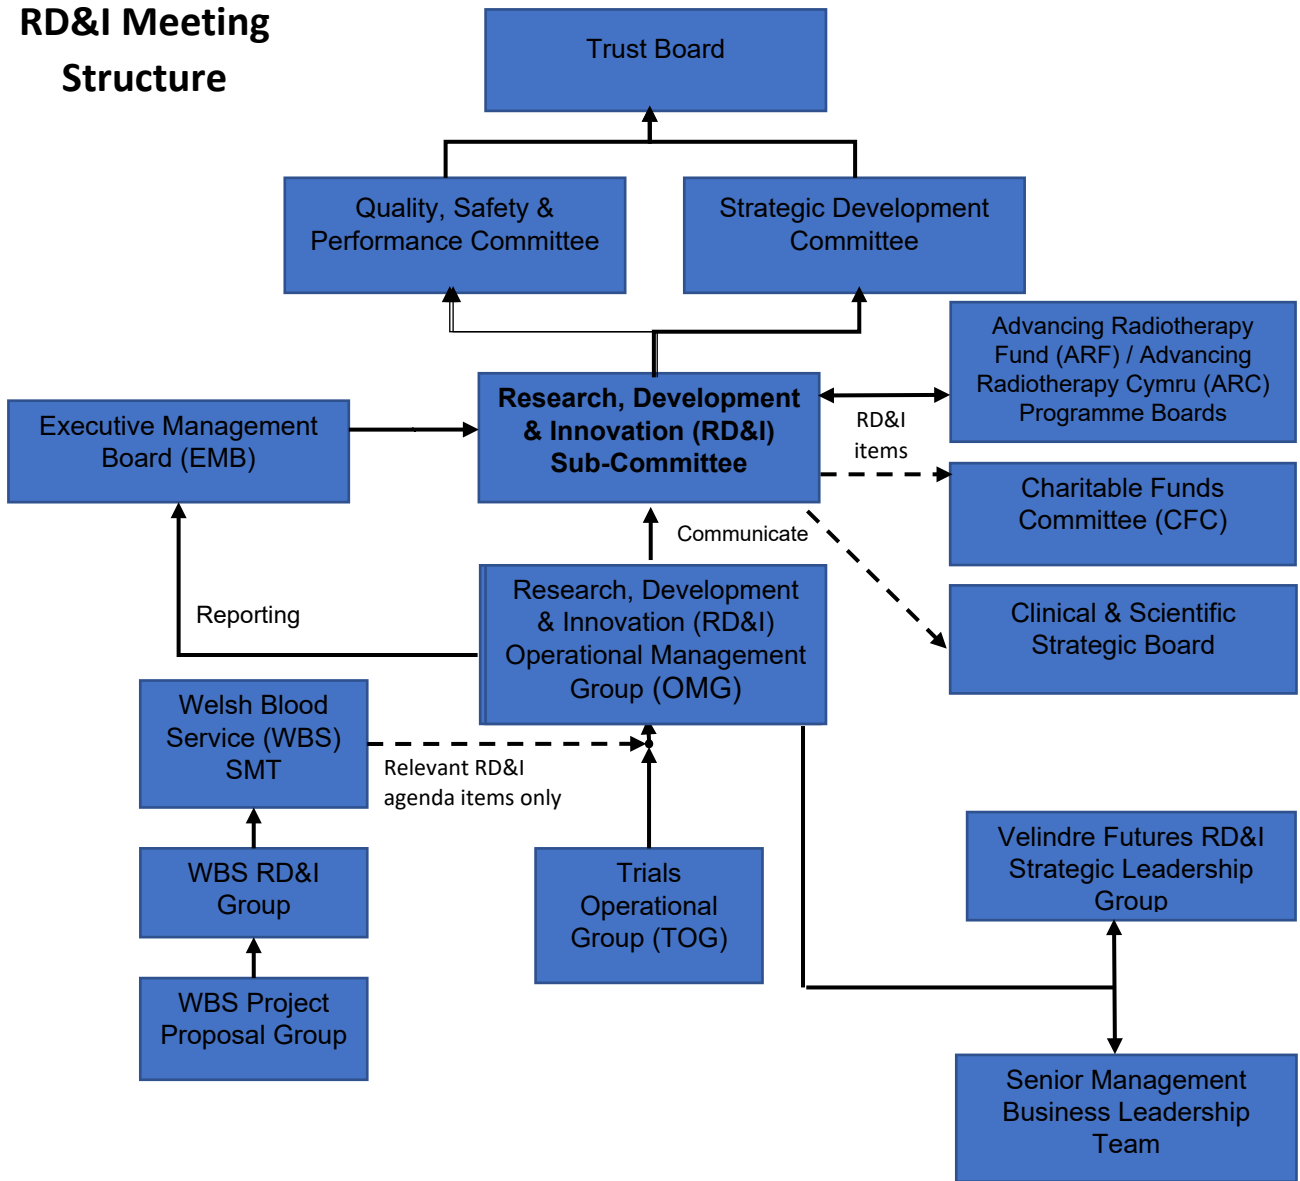 RD&I Meeting
Structure
Trust Board
Quality, Safety &
Performance Committee
Strategic Development
Committee
Advancing Radiotherapy
Fund (ARF) / Advancing
Radiotherapy Cymru (ARC)
Programme Boards
Executive Management
Board (EMB)
Research, Development
& Innovation (RD&I)
Sub-Committee
RD&I
items
Charitable Funds
Committee (CFC)
Communicate
Clinical & Scientific
Strategic Board
Reporting
Research, Development
& Innovation (RD&I)
Operational Management
Group (OMG)
Welsh Blood
Service (WBS)
SMT
Relevant RD&I
agenda items only
WBS RD&I
Group
Trials
Operational
Group (TOG)
Velindre Futures RD&I
Strategic Leadership
Group
WBS Project
Proposal Group
Senior Management
Business Leadership
Team